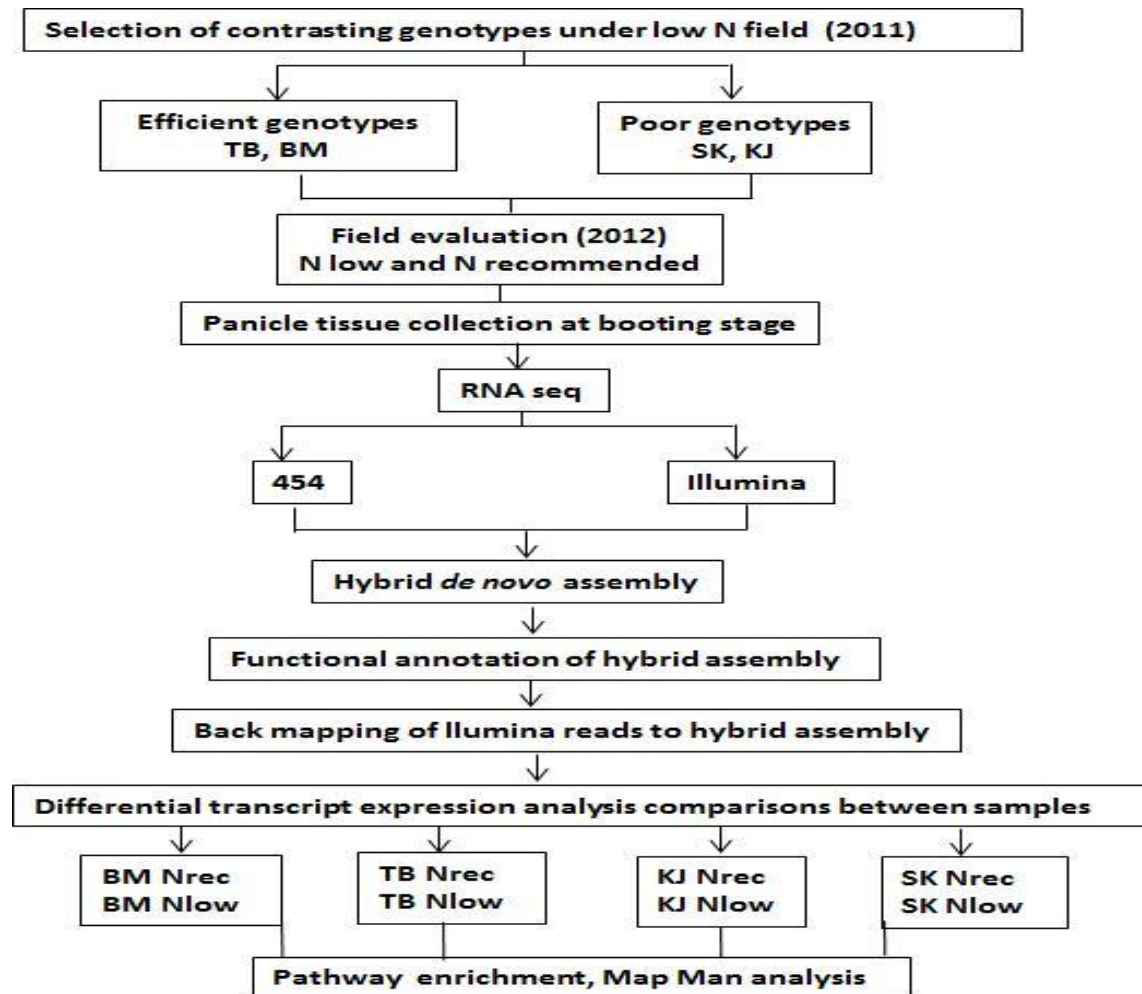 Selection of contrasting genotypes under low N field (2011)
Efficient genotypes
TB, BM
Poor genotypes
SK, KJ
Field evaluation (2012)
N low and N recommended
Panicle tissue collection at booting stage
RNA seq
454
Illumina
Hybrid de novo assembly
Functional annotation of hybrid assembly
Back mapping of llumina reads to hybrid assembly
Differential transcript expression analysis comparisons between samples
BM Nrec
BM Nlow
TB Nrec
TB Nlow
KJ Nrec
KJ Nlow
SK Nrec
SK Nlow
Pathway enrichment, Map Man analysis